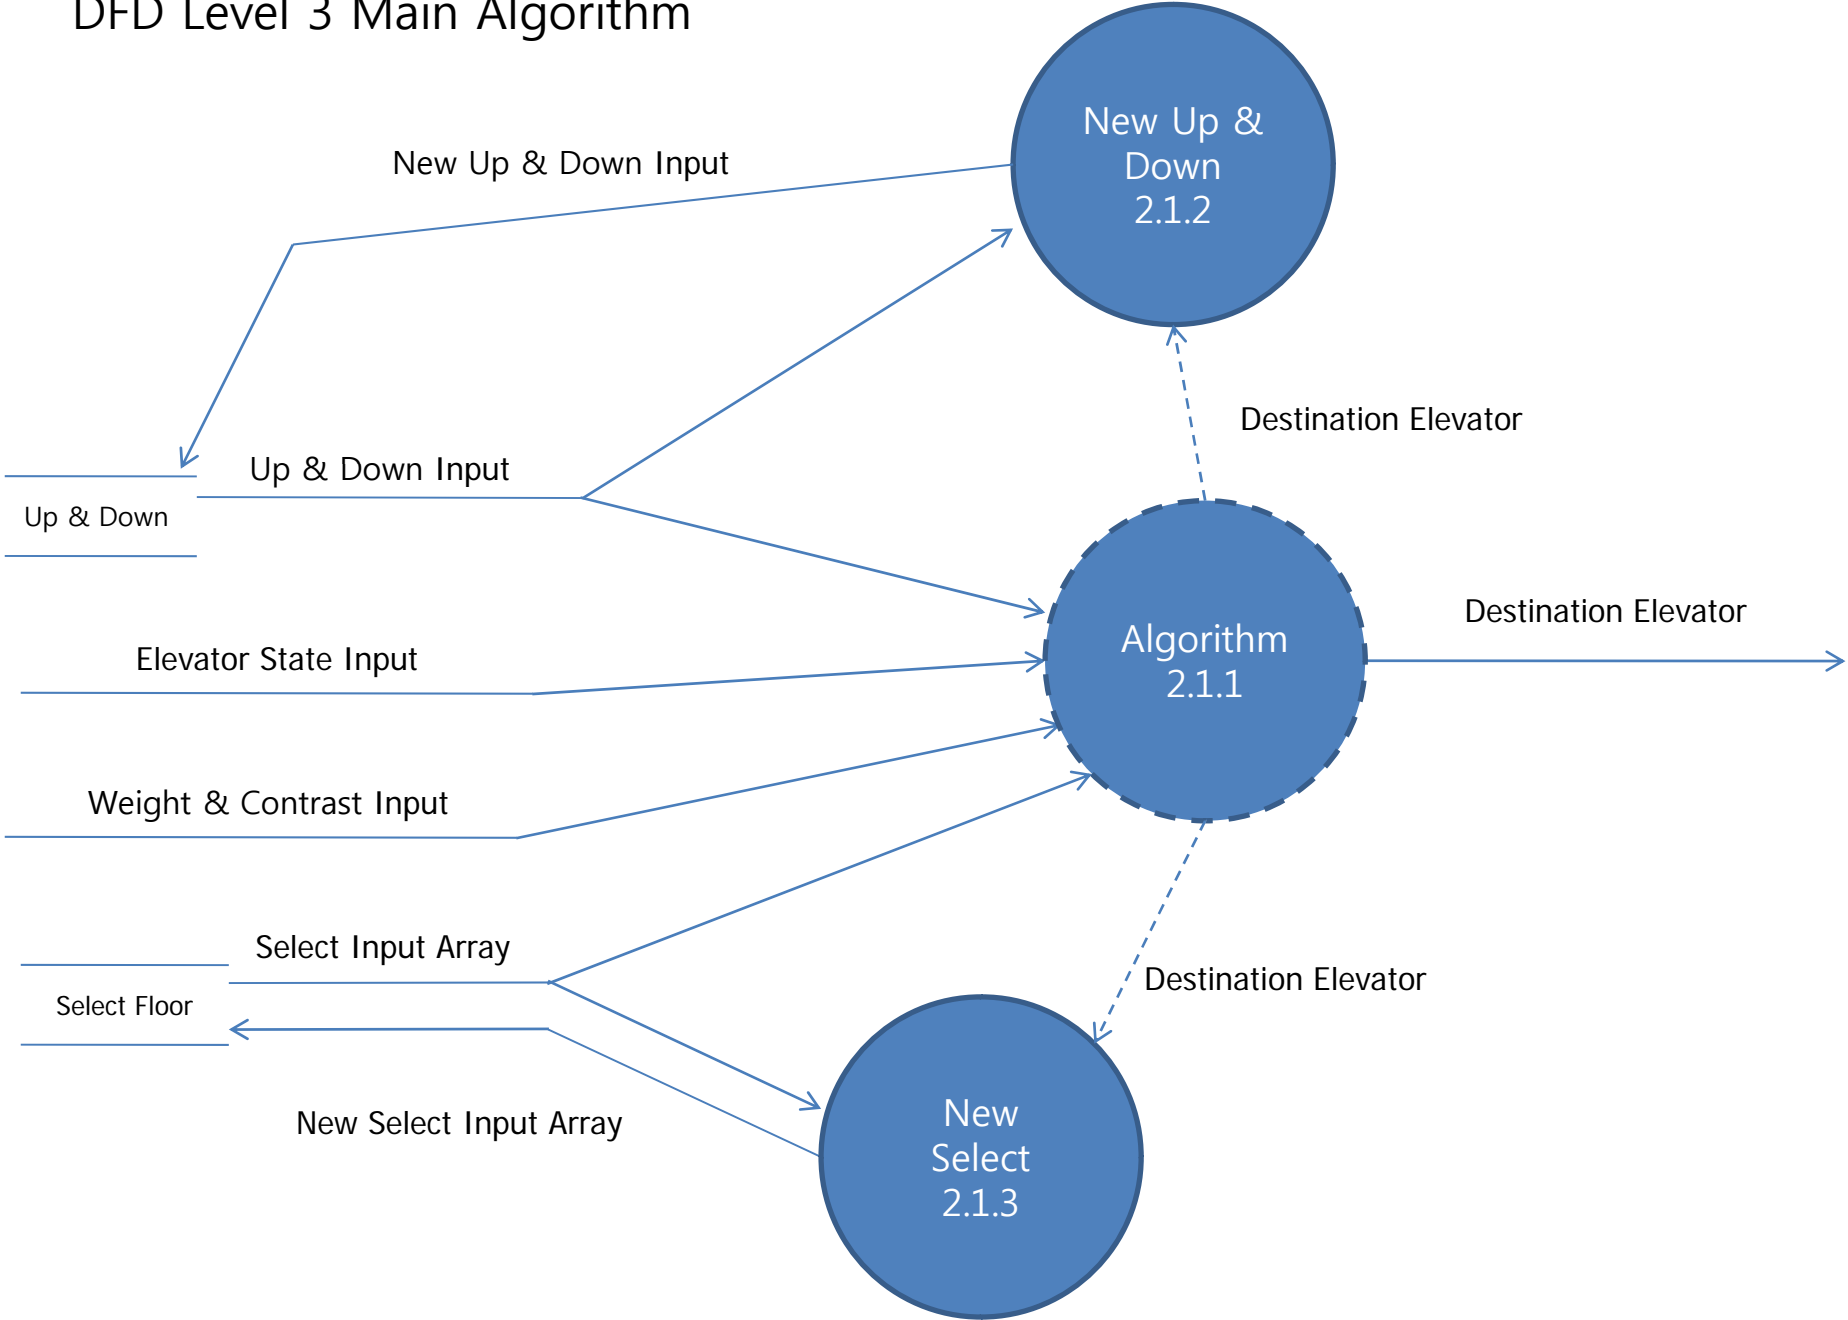 DFD Level 3 Main Algorithm
New Up &
Down
2.1.2
New Up & Down Input
Destination Elevator
Up & Down Input
Up & Down
Algorithm
2.1.1
Destination Elevator
Elevator State Input
Weight & Contrast Input
Select Input Array
Select Floor
Destination Elevator
New Select Input Array
New
Select
2.1.3